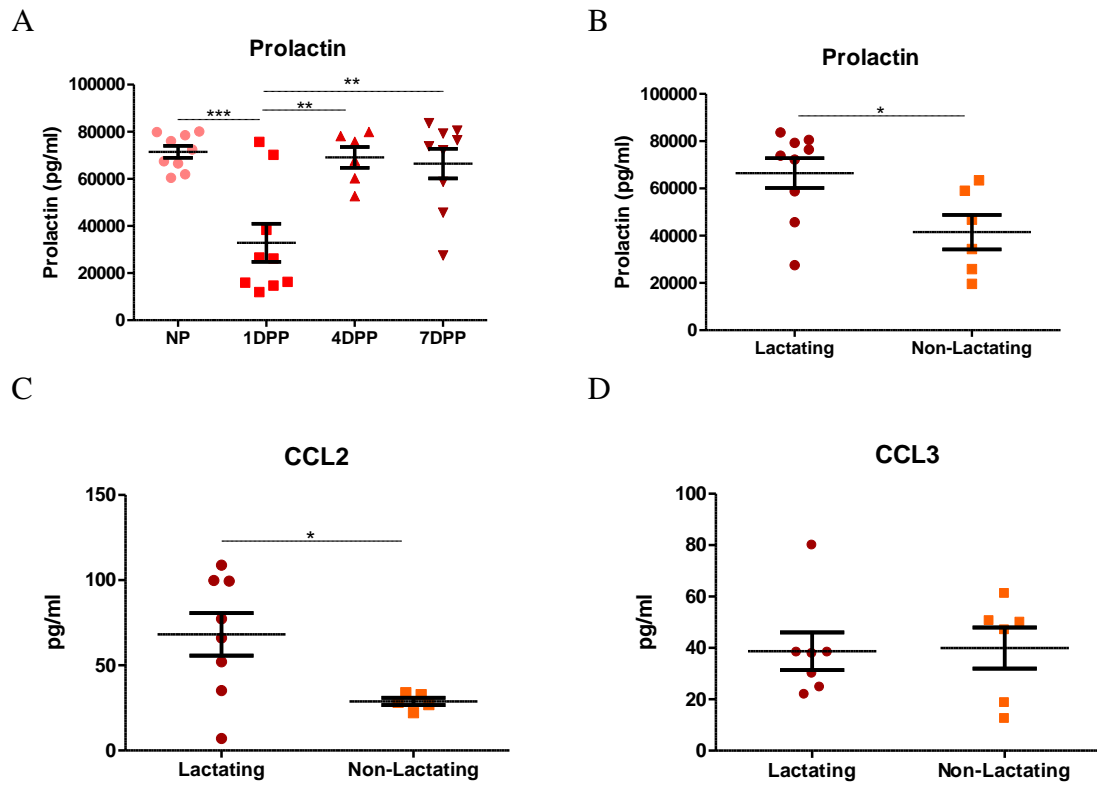 A
Prolactin
Prolactin (pg/ml)
100000
80000
60000
40000
20000
0
***
**
**
NP 1DPP 4DPP 7DPP
B
Prolactin
Prolactin (pg/ml)
100000
80000
60000
40000
20000
0
*
Lactating Non-Lactating
C
CCL2
pg/ml
150
100
50
0
*
Lactating Non-Lactating
D
CCL3
pg/ml
100
80
60
40
20
0
Lactating Non-Lactating